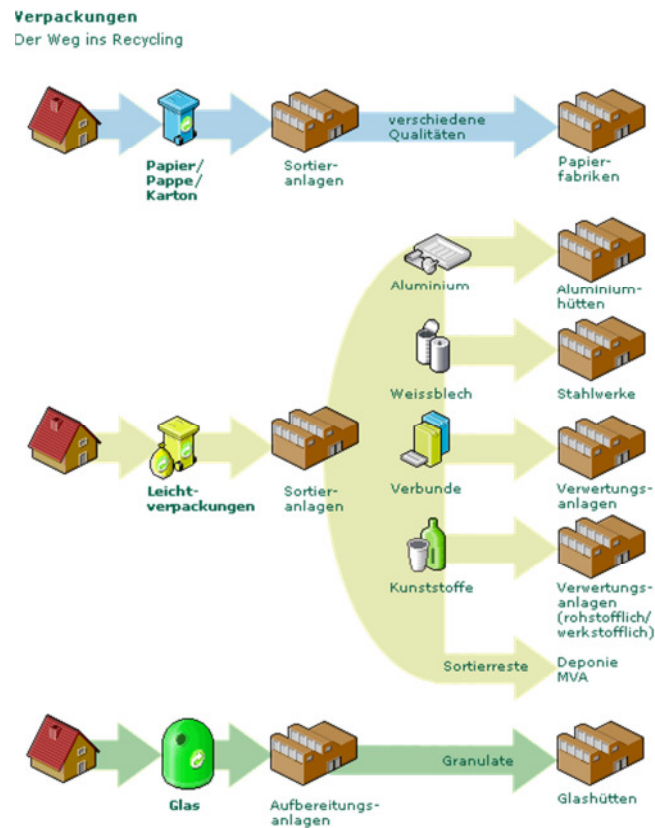 Verpackungen
Der Weg ins Recycling
Papier/
Pappe/
Karton
Sortier-
anlagen
verschiedene
Qualitäten
Papier-
fabriken
Aluminium
Aluminium-
hütten
Weissblech
Stahlwerke
Leicht-
verpackungen
Sortier-
anlagen
Verbunde
Verwertungs-
anlagen
Kunststoffe
Verwertungs-
anlagen
(rohstofflich/
werkstofflich)
Sortierreste
Deponie
MVA
Glas
Aufbereitungs-
anlagen
Granulate
Glashütten